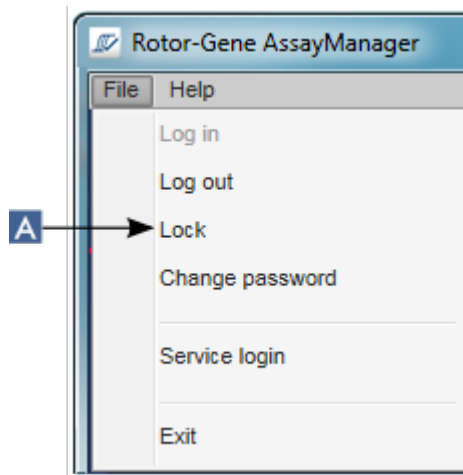 Rotor-Gene AssayManager
File Help
Log in
Log out
A
Lock
Change password
Service login
Exit